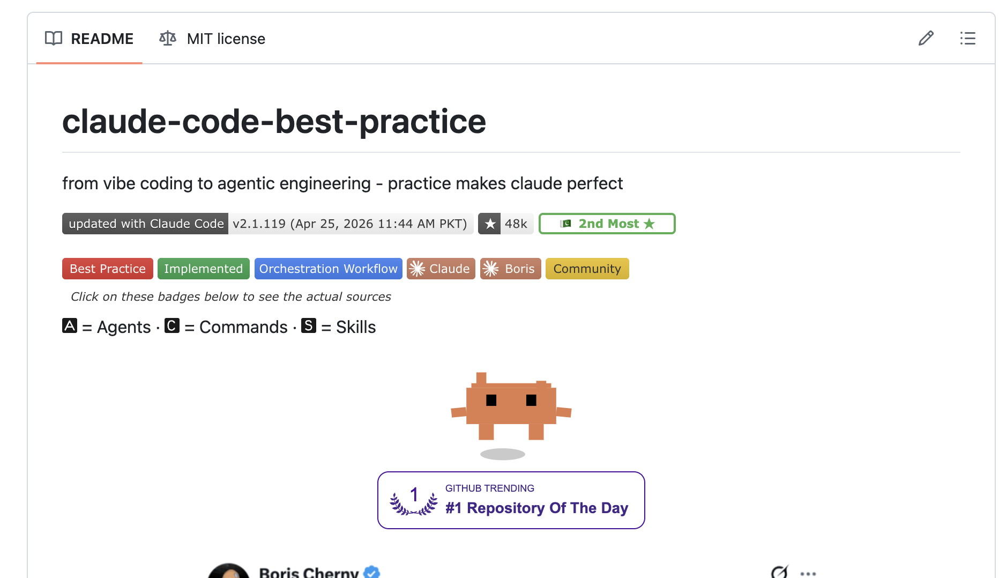 README MIT license
claude-code-best-practice
from vibe coding to agentic engineering - practice makes claude perfect
updated with Claude Code v2.1.119 (Apr 25, 2026 11:44 AM PKT) ★ 48k 🇵🇰 2nd Most ★
Best Practice Implemented Orchestration Workflow Claude Boris Community
Click on these badges below to see the actual sources
A = Agents · C = Commands · S = Skills
1 GITHUB TRENDING
#1 Repository Of The Day
Boris Cherny